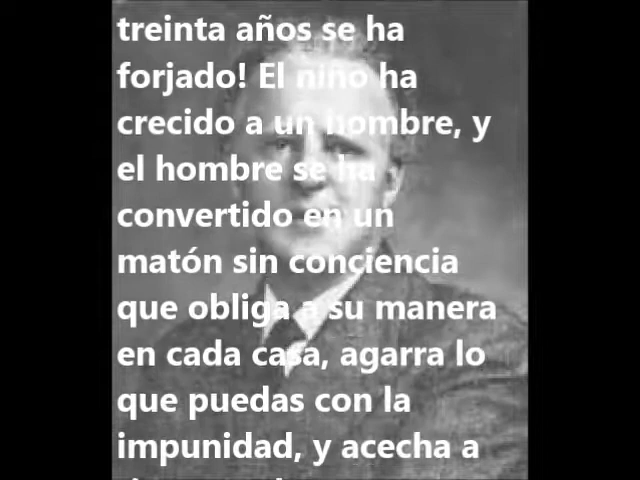 treinta años se ha
forjado! El niño ha
crecido a un hombre, y
el hombre se ha
convertido en un
matón sin conciencia
que obliga a su manera
en cada casa, agarra lo
que puedas con la
impunidad, y acecha a